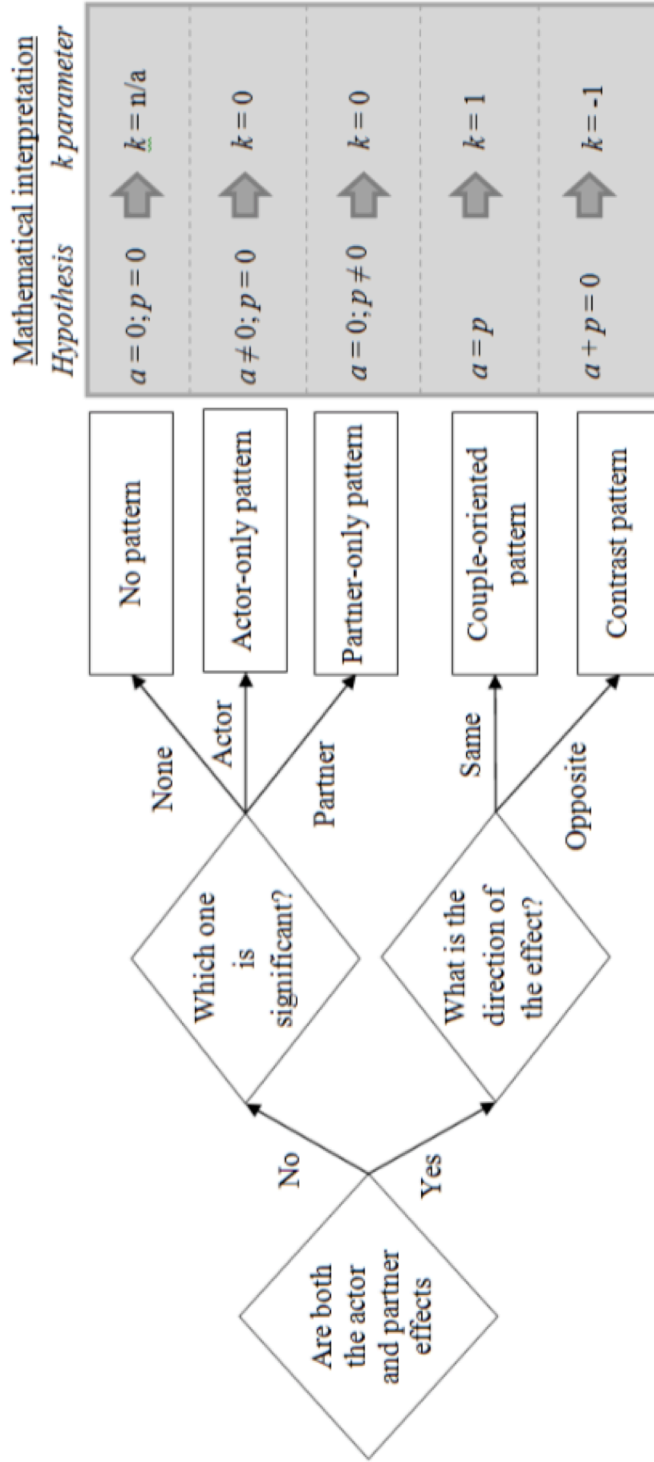 Mathematical interpretation
Hypothesis
k parameter
Are both
the actor
and partner
effects
No
Yes
Which one
is
significant?
None
Actor
Partner
What is the
direction of
the effect?
Same
Opposite
No pattern
a = 0; p = 0
k = n/a
Actor-only pattern
a ≠ 0; p = 0
k = 0
Partner-only pattern
a = 0; p ≠ 0
k = 0
Couple-oriented
pattern
a = p
k = 1
Contrast pattern
a + p = 0
k = -1